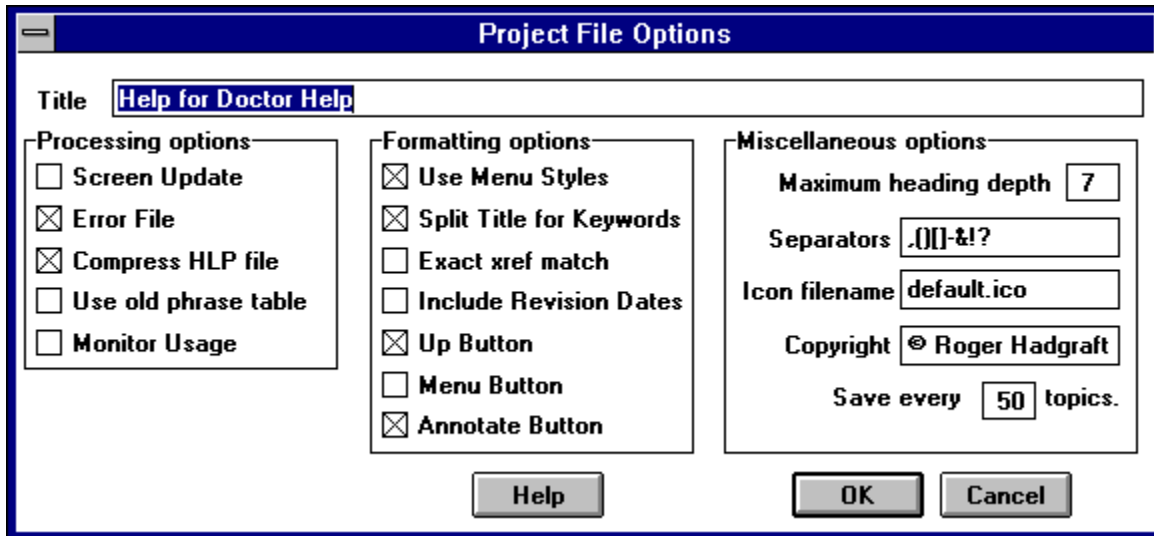 Project File Options
Title Help for Doctor Help
Processing options
Screen Update
Error File
Compress HLP file
Use old phrase table
Monitor Usage
Formatting options
Use Menu Styles
Split Title for Keywords
Exact xref match
Include Revision Dates
Up Button
Menu Button
Annotate Button
Miscellaneous options
Maximum heading depth 7
Separators ,()[]-&!?
Icon filename default.ico
Copyright © Roger Hadgraft
Save every 50 topics.
Help OK Cancel